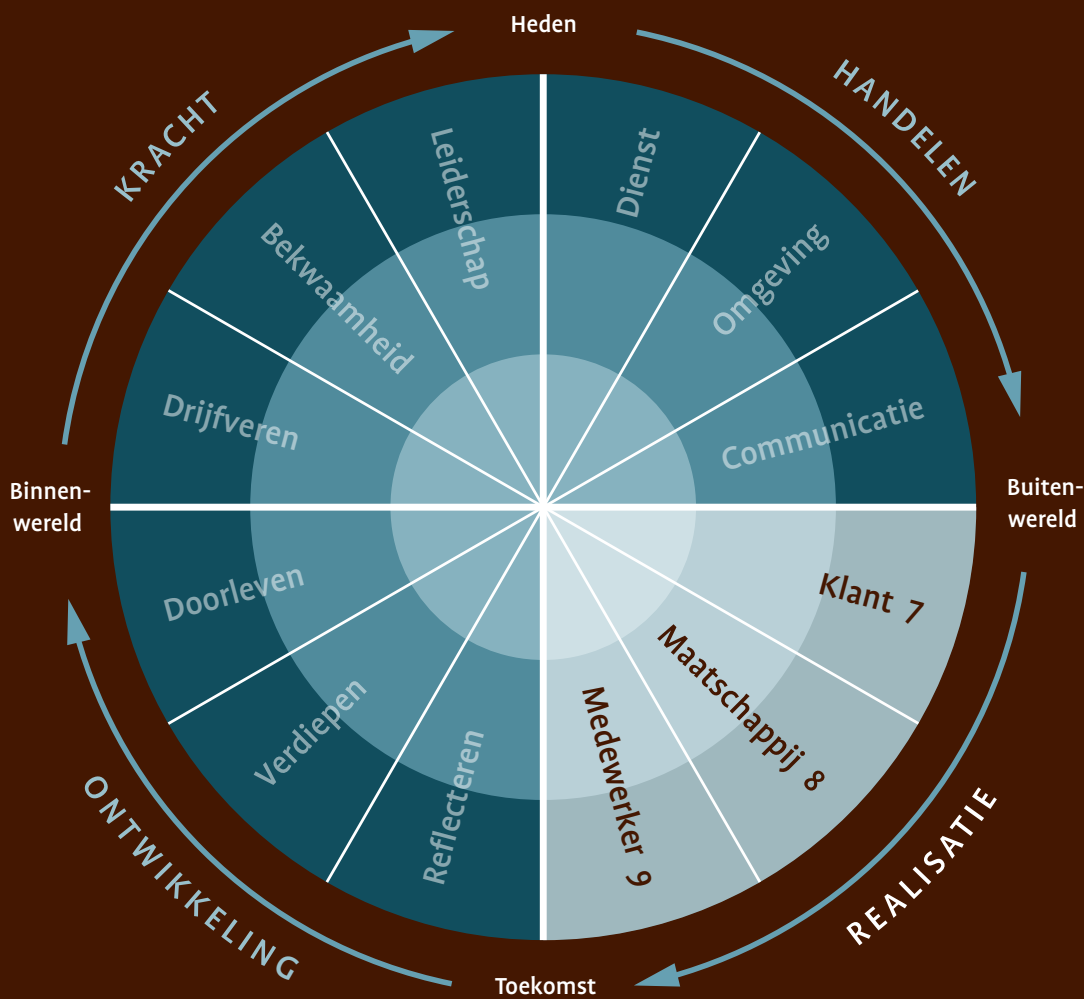 Heden
KRACHT
HANDELEN
Leiderschap
Dienst
Bekwaamheid
Omgeving
Drijfveren
Communicatie
Binnen-
wereld
Buiten-
wereld
Doorleven
Klant 7
Verdiepen
Maatschappij 8
Reflecteren
Medewerker 9
ONTWIKKELING
REALISATIE
Toekomst